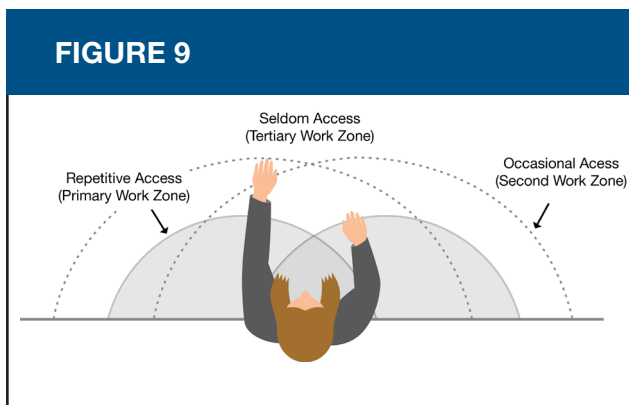 FIGURE 9
Seldom Access
(Tertiary Work Zone)
Repetitive Access
(Primary Work Zone)
Occasional Acess
(Second Work Zone)